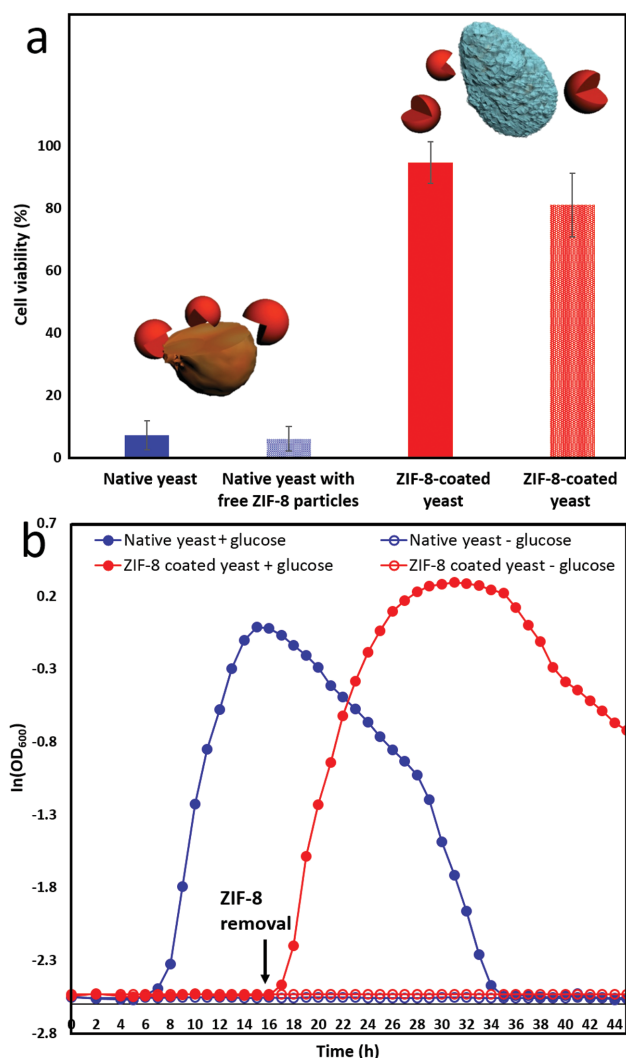 a
Cell viability (%)
100
80
60
40
20
0
Native yeast
Native yeast with
free ZIF-8 particles
ZIF-8-coated
yeast
ZIF-8-coated
yeast
b
Native yeast + glucose
Native yeast - glucose
ZIF-8 coated yeast + glucose
ZIF-8 coated yeast - glucose
ln(OD600)
0.7
0.2
-0.3
-0.8
-1.3
-1.8
-2.3
-2.8
ZIF-8
removal
0 2 4 6 8 10 12 14 16 18 20 22 24 26 28 30 32 34 36 38 40 42 44
Time (h)